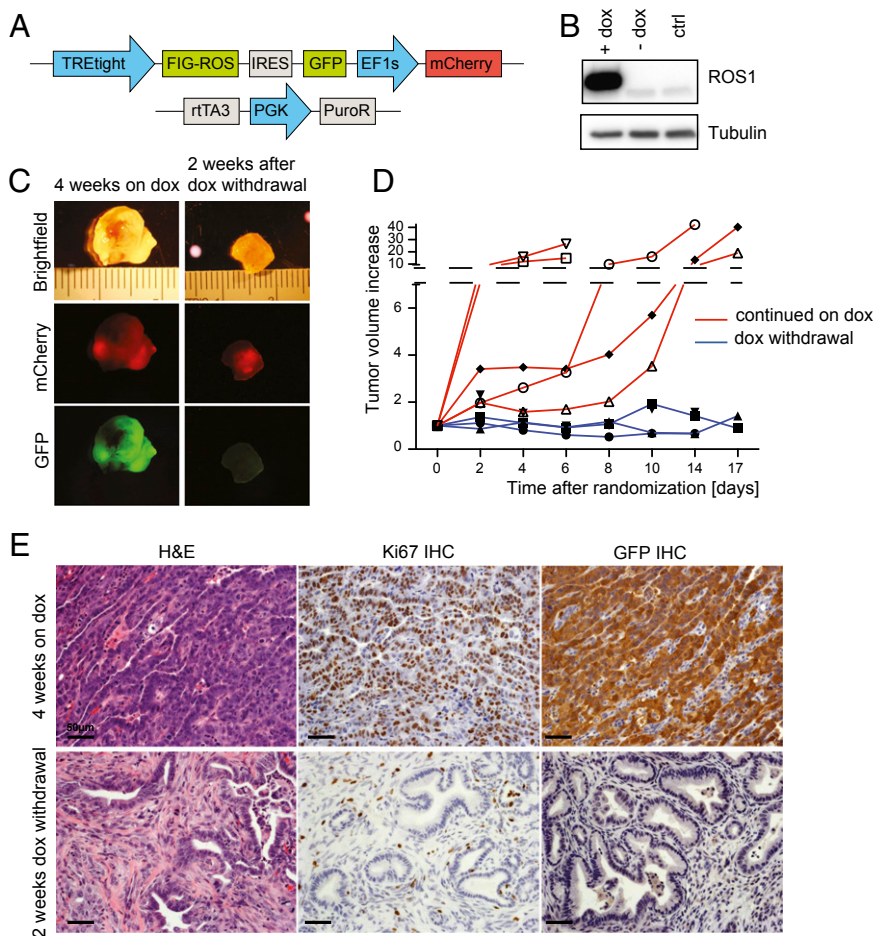 A
TREtight FIG-ROS IRES GFP EF1s mCherry
rtTA3 PGK PuroR
B
+ dox
- dox
ctrl
ROS1
Tubulin
C
4 weeks on dox
2 weeks after
dox withdrawal
Brightfield
mCherry
GFP
D
Tumor volume increase
40
30
20
10
6
4
2
0
continued on dox
dox withdrawal
0 2 4 6 8 10 14 17
Time after randomization [days]
E
H&E Ki67 IHC GFP IHC
4 weeks on dox
50µm
2 weeks dox withdrawal